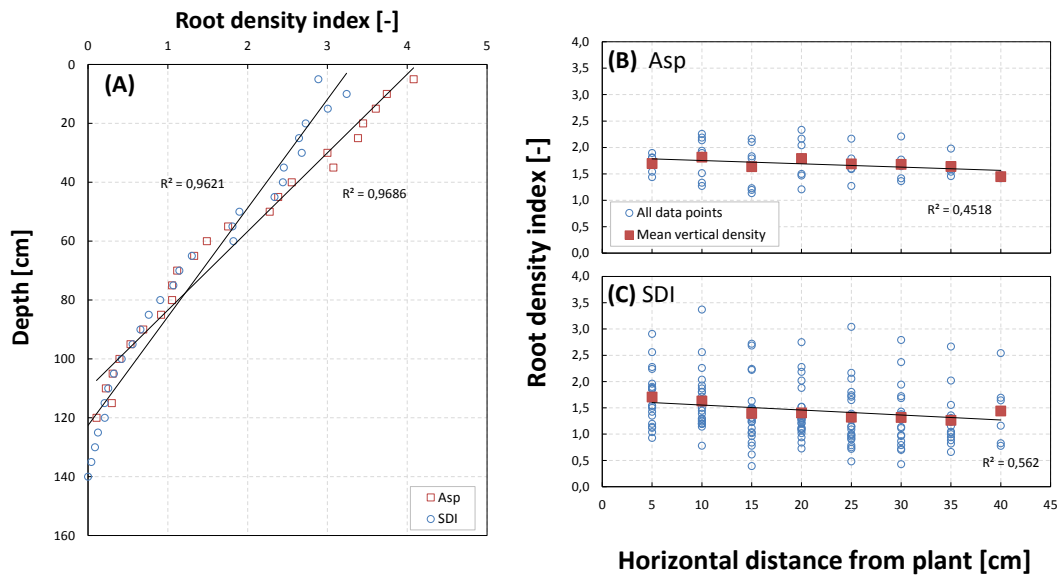 Root density index [-]
0 1 2 3 4 5
0
20
40
60
80
100
120
140
160
Depth [cm]
(A)
R² = 0,9621
R² = 0,9686
Asp
SDI
Root density index [-]
(B) Asp
4,0
3,5
3,0
2,5
2,0
1,5
1,0
0,5
0,0
All data points
Mean vertical density
R² = 0,4518
(C) SDI
4,0
3,5
3,0
2,5
2,0
1,5
1,0
0,5
0,0
R² = 0,562
0 5 10 15 20 25 30 35 40 45
Horizontal distance from plant [cm]